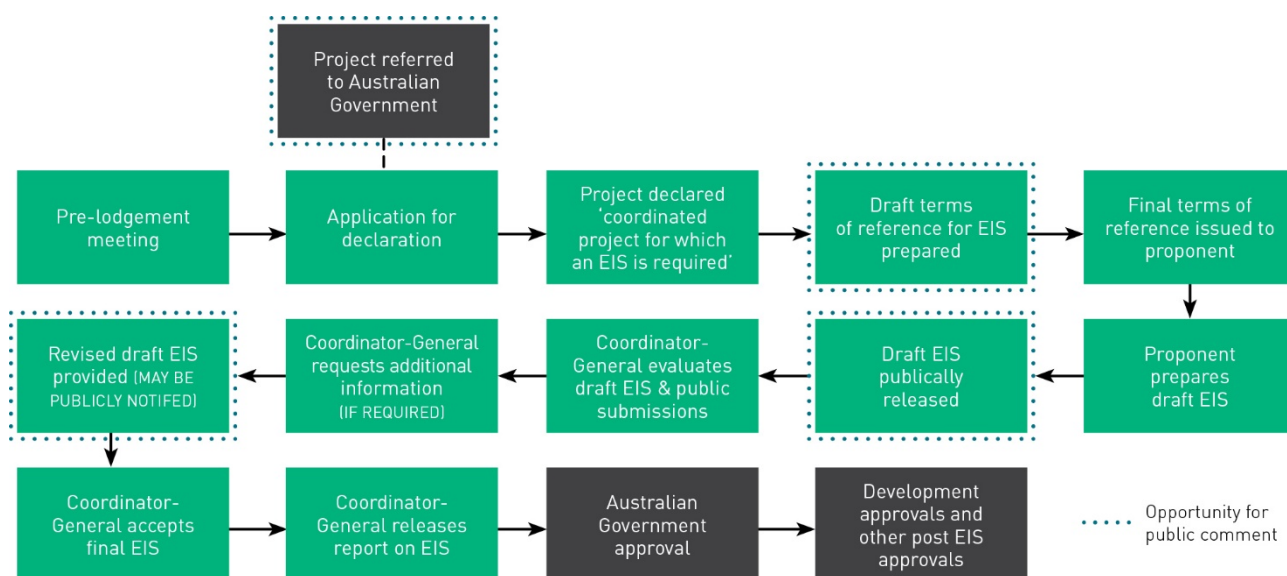 Project referred
to Australian
Government
Pre-lodgement
meeting
Application for
declaration
Project declared
‘coordinated
project for which
an EIS is required’
Draft terms
of reference for EIS
prepared
Final terms of
reference issued to
proponent
Revised draft EIS
provided (MAY BE
PUBLICLY NOTIFED)
Coordinator-General
requests additional
information
(IF REQUIRED)
Coordinator-
General evaluates
draft EIS & public
submissions
Draft EIS
publically
released
Proponent
prepares
draft EIS
Coordinator-
General accepts
final EIS
Coordinator-
General releases
report on EIS
Australian
Government
approval
Development
approvals and
other post EIS
approvals
Opportunity for
public comment